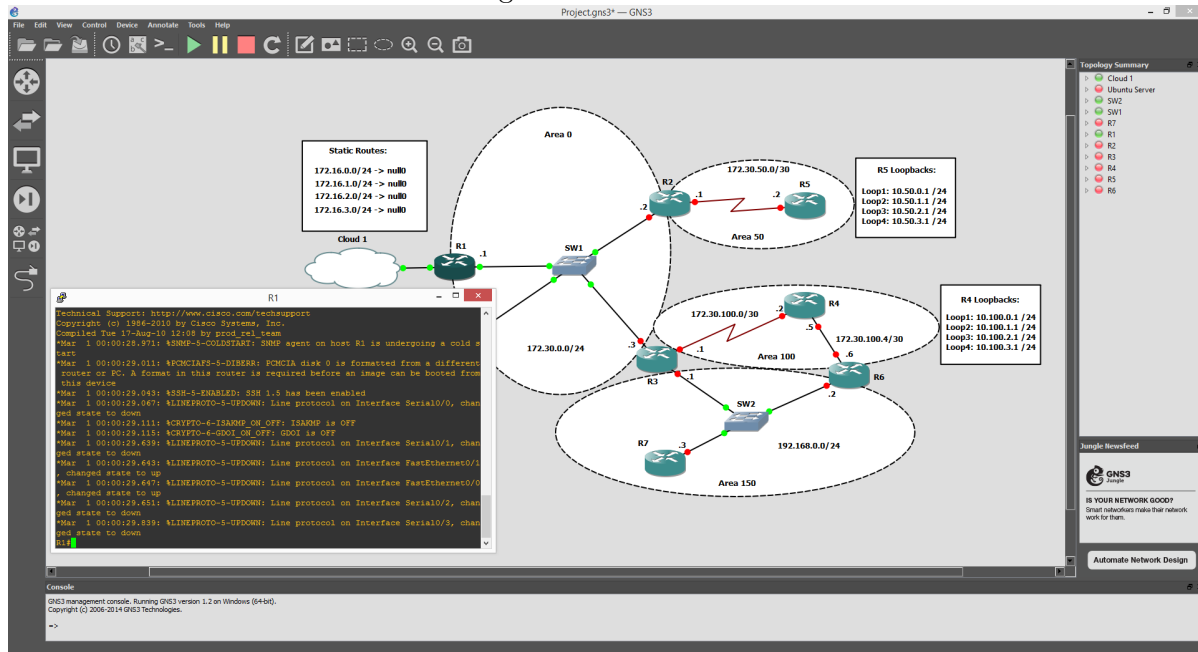 Project.gns3* — GNS3
File Edit View Control Device Annotate Tools Help
Topology Summary
Cloud 1
Ubuntu Server
SW2
SW1
R7
R1
R2
R3
R4
R5
R6
Area 0
Static Routes:
172.16.0.0/24 -> null0
172.16.1.0/24 -> null0
172.16.2.0/24 -> null0
172.16.3.0/24 -> null0
172.30.50.0/30
R2
.1
.2
R5
.2
Area 50
R5 Loopbacks:
Loop1: 10.50.0.1 /24
Loop2: 10.50.1.1 /24
Loop3: 10.50.2.1 /24
Loop4: 10.50.3.1 /24
Cloud 1
R1
.1
SW1
172.30.100.0/30
R4
.2
.5
172.30.100.4/30
R4 Loopbacks:
Loop1: 10.100.0.1 /24
Loop2: 10.100.1.1 /24
Loop3: 10.100.2.1 /24
Loop4: 10.100.3.1 /24
172.30.0.0/24
.3
.1
Area 100
.6
R3
.1
R6
.2
SW2
R7
.3
192.168.0.0/24
Area 150
R1
Technical Support: http://www.cisco.com/techsupport
Copyright (c) 1986-2010 by Cisco Systems, Inc.
Compiled Tue 17-Aug-10 12:08 by prod_rel_team
*Mar  1 00:00:28.971: %SNMP-5-COLDSTART: SNMP agent on host R1 is undergoing a cold s
tart
*Mar  1 00:00:29.011: %PCMCIAFS-5-DIBERR: PCMCIA disk 0 is formatted from a different
 router or PC. A format in this router is required before an image can be booted from
 this device
*Mar  1 00:00:29.043: %SSH-5-ENABLED: SSH 1.5 has been enabled
*Mar  1 00:00:29.067: %LINEPROTO-5-UPDOWN: Line protocol on Interface Serial0/0, chan
ged state to down
*Mar  1 00:00:29.111: %CRYPTO-6-ISAKMP_ON_OFF: ISAKMP is OFF
*Mar  1 00:00:29.115: %CRYPTO-6-GDOI_ON_OFF: GDOI is OFF
*Mar  1 00:00:29.639: %LINEPROTO-5-UPDOWN: Line protocol on Interface Serial0/1, chan
ged state to down
*Mar  1 00:00:29.643: %LINEPROTO-5-UPDOWN: Line protocol on Interface FastEthernet0/1
, changed state to up
*Mar  1 00:00:29.647: %LINEPROTO-5-UPDOWN: Line protocol on Interface FastEthernet0/0
, changed state to up
*Mar  1 00:00:29.651: %LINEPROTO-5-UPDOWN: Line protocol on Interface Serial0/2, chan
ged state to down
*Mar  1 00:00:29.839: %LINEPROTO-5-UPDOWN: Line protocol on Interface Serial0/3, chan
ged state to down
R1#
Jungle Newsfeed
GNS3
Jungle
IS YOUR NETWORK GOOD?
Smart networkers make their network
work for them.
Automate Network Design
Console
GNS3 management console. Running GNS3 version 1.2 on Windows (64-bit).
Copyright (c) 2006-2014 GNS3 Technologies.
=>